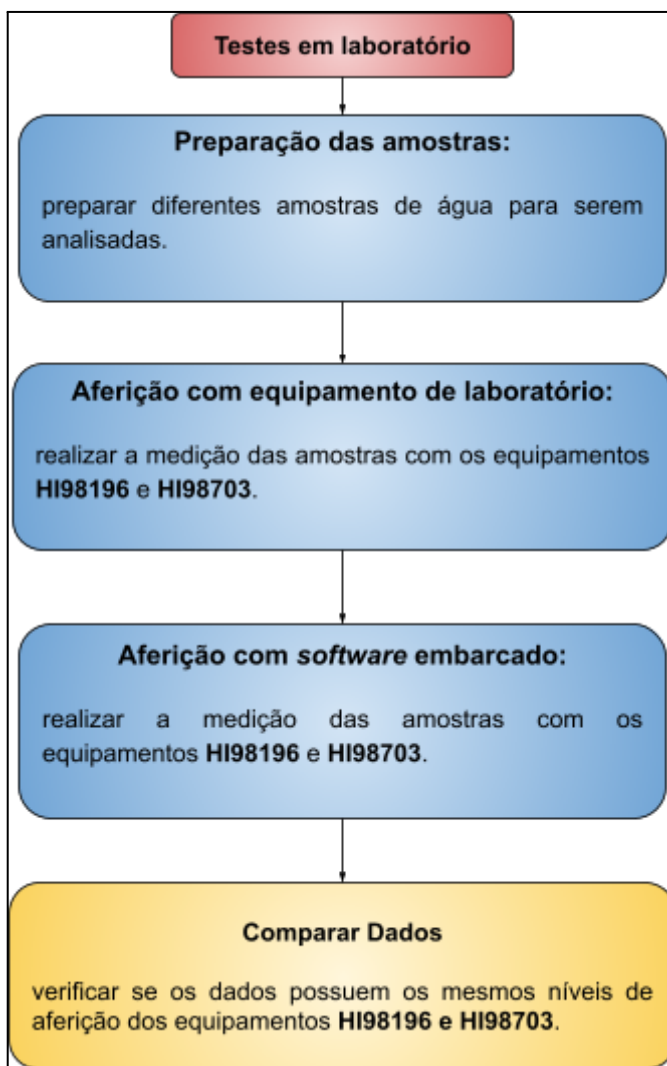 Testes em laboratório
Preparação das amostras:
preparar diferentes amostras de água para serem
analisadas.
Aferição com equipamento de laboratório:
realizar a medição das amostras com os equipamentos
HI98196 e HI98703.
Aferição com software embarcado:
realizar a medição das amostras com os
equipamentos HI98196 e HI98703.
Comparar Dados
verificar se os dados possuem os mesmos níveis de
aferição dos equipamentos HI98196 e HI98703.